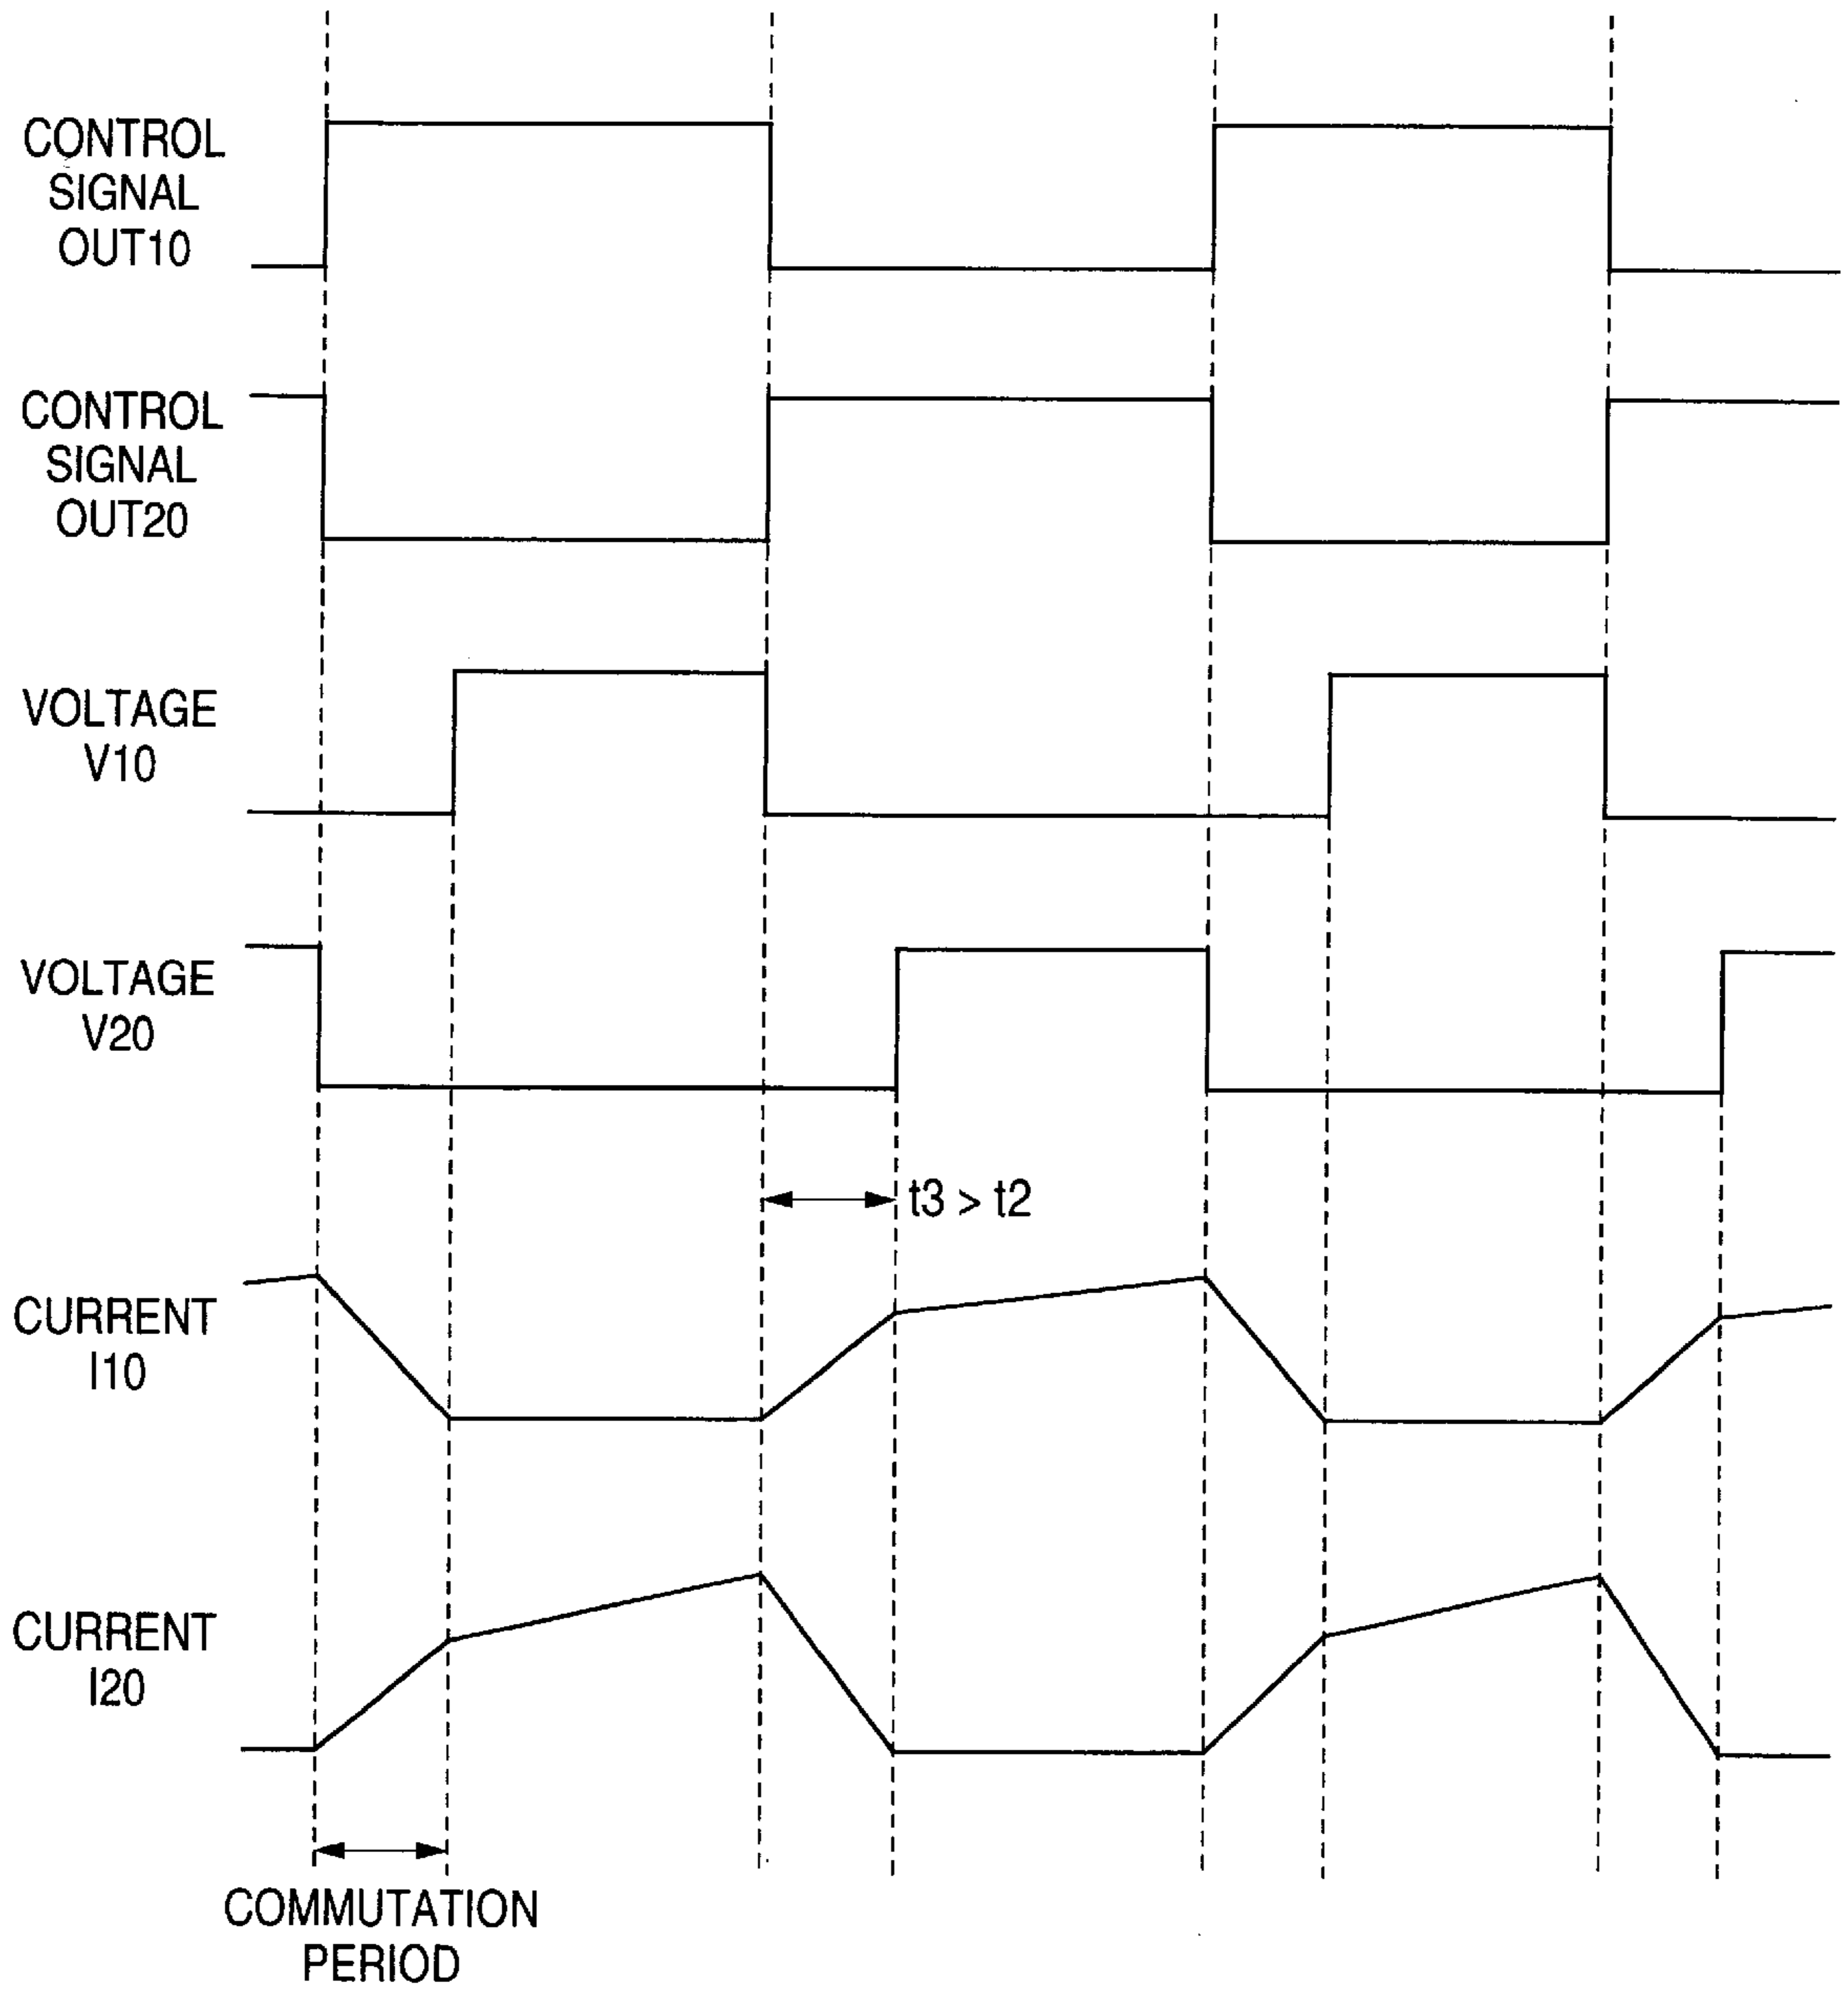 CONTROL
SIGNAL
OUT10
CONTROL
SIGNAL
OUT20
VOLTAGE
V10
VOLTAGE
V20
t3 > t2
CURRENT
I10
CURRENT
I20
COMMUTATION
PERIOD